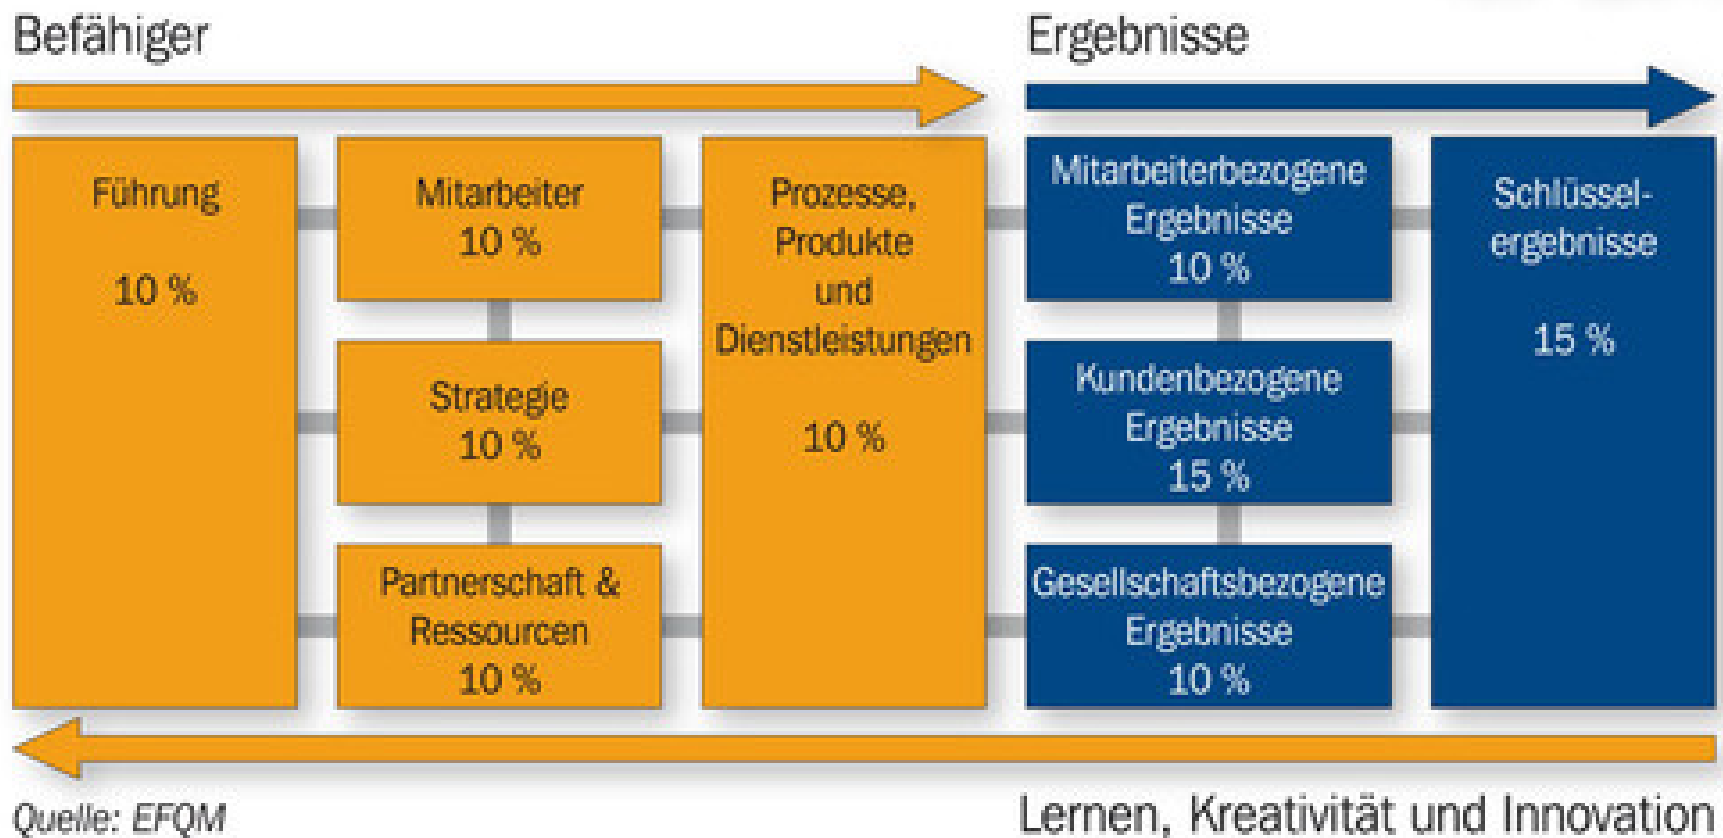 Befähiger
Ergebnisse
Führung
10 %
Mitarbeiter
10 %
Strategie
10 %
Partnerschaft &
Ressourcen
10 %
Prozesse,
Produkte
und
Dienstleistungen
10 %
Mitarbeiterbezogene
Ergebnisse
10 %
Kundenbezogene
Ergebnisse
15 %
Gesellschaftsbezogene
Ergebnisse
10 %
Schlüssel-
ergebnisse
15 %
Quelle: EFQM
Lernen, Kreativität und Innovation